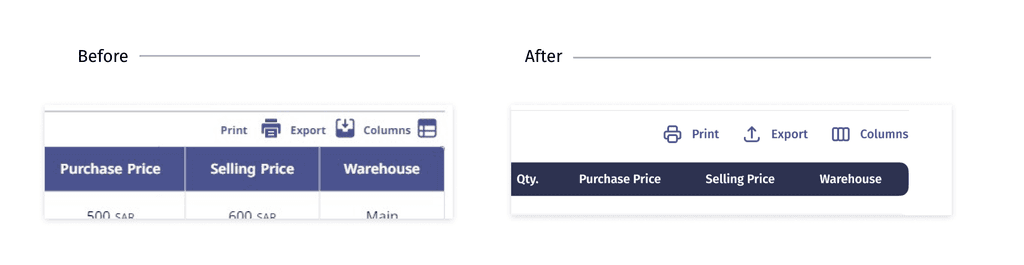 Before
After
Print Export Columns
Purchase Price Selling Price Warehouse
500 SAR 600 SAR Main
Print Export Columns
Qty. Purchase Price Selling Price Warehouse